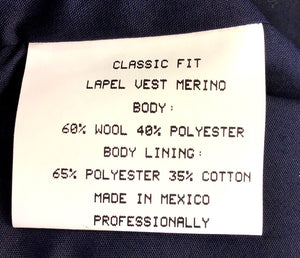 CLASSIC FIT
LAPEL VEST MERINO
BODY:
60% WOOL 40% POLYESTER
BODY LINING:
65% POLYESTER 35% COTTON
MADE IN MEXICO
PROFESSIONALLY